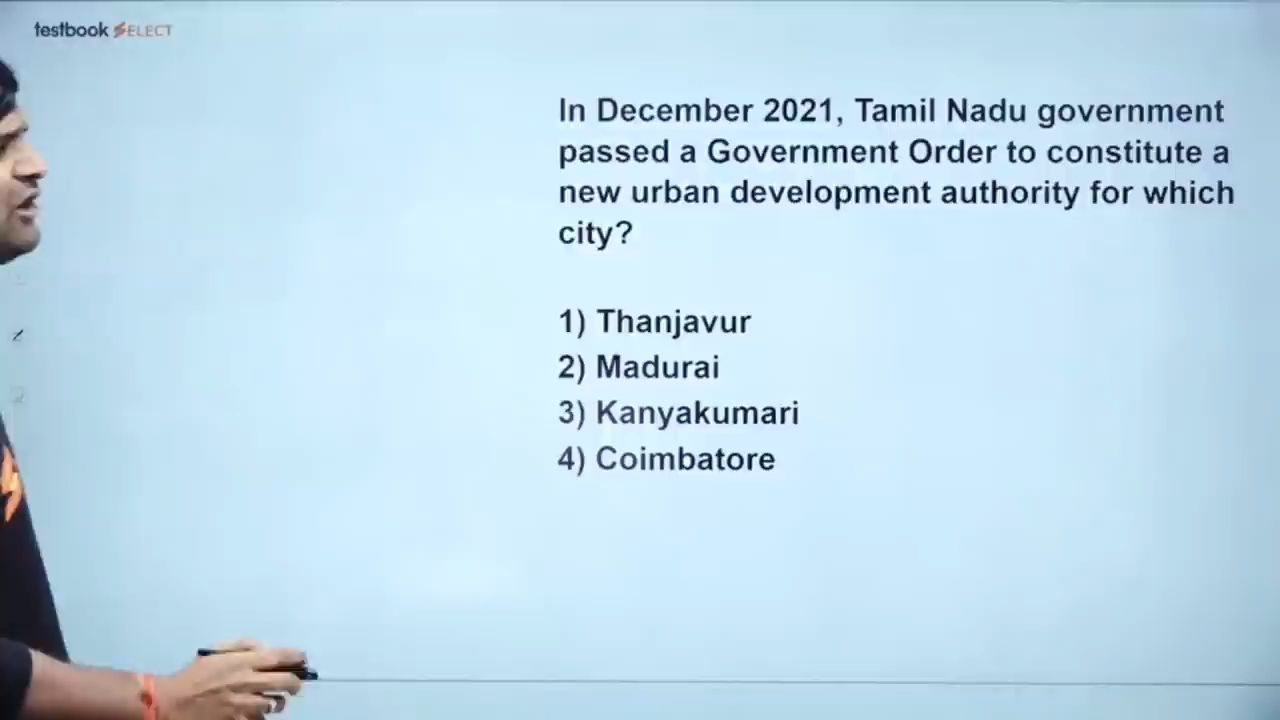 testbook SELECT
In December 2021, Tamil Nadu government
passed a Government Order to constitute a
new urban development authority for which
city?
1) Thanjavur
2) Madurai
3) Kanyakumari
4) Coimbatore